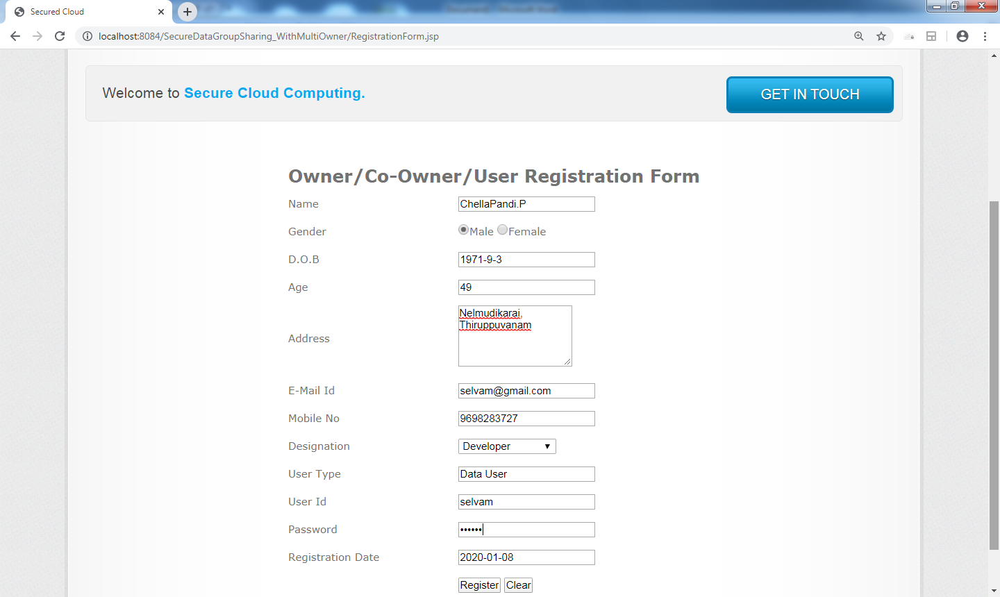 Secured Cloud
localhost:8084/SecureDataGroupSharing_WithMultiOwner/RegistrationForm.jsp
Welcome to Secure Cloud Computing.
GET IN TOUCH
Owner/Co-Owner/User Registration Form
Name ChellaPandi.P
Gender Male Female
D.O.B 1971-9-3
Age 49
Nelmudikarai,
Thiruppuvanam
Address
E-Mail Id selvam@gmail.com
Mobile No 9698283727
Designation Developer
User Type Data User
User Id selvam
Password ••••••
Registration Date 2020-01-08
Register Clear